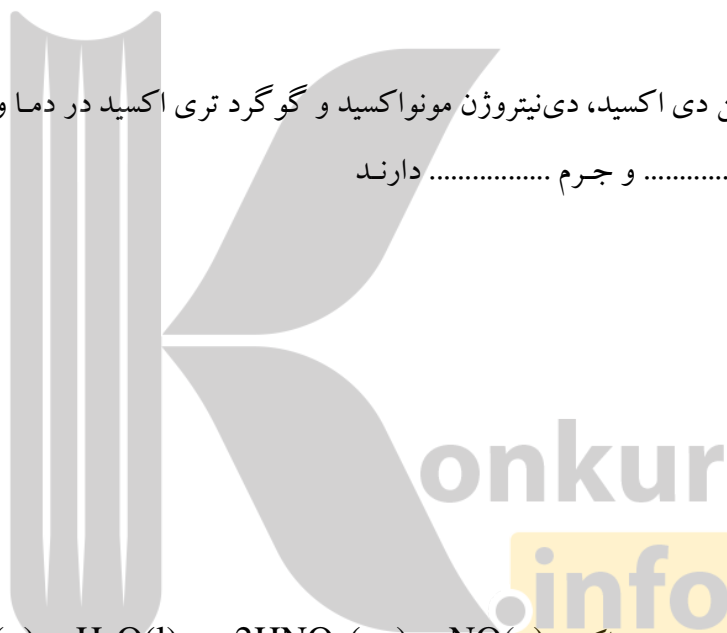 دی اکسید، دی‌نیتروژن مونواکسید و گوگرد تری اکسید در دما و
............ و جرم ................ دارند
onkur
.info